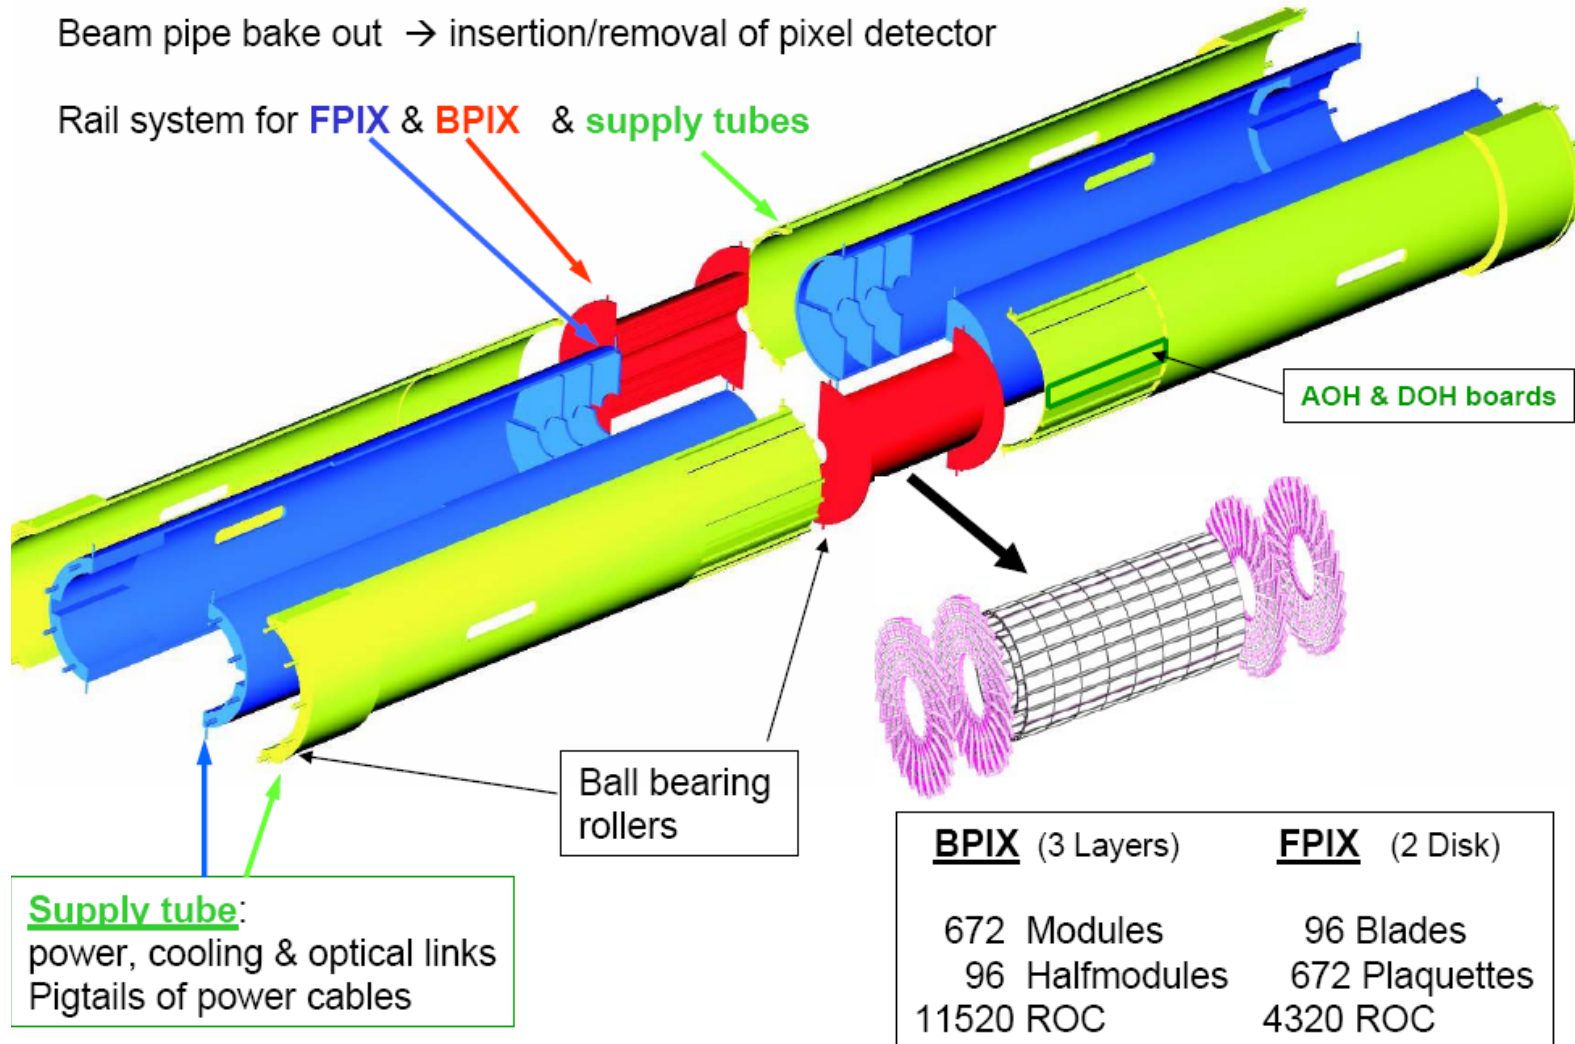 Beam pipe bake out → insertion/removal of pixel detector
Rail system for FPIX & BPIX & supply tubes
AOH & DOH boards
Ball bearing
rollers
Supply tube:
power, cooling & optical links
Pigtails of power cables
BPIX (3 Layers) FPIX (2 Disk)
672 Modules 96 Blades
96 Halfmodules 672 Plaquettes
11520 ROC 4320 ROC